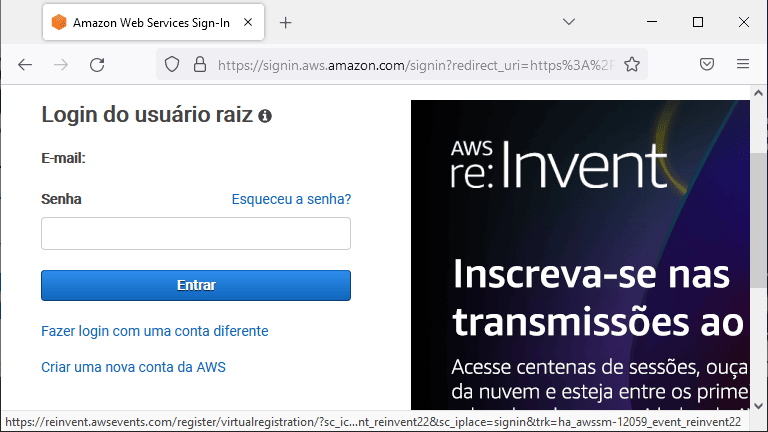 Amazon Web Services Sign-In
https://signin.aws.amazon.com/signin?redirect_uri=https%3A%2F
Login do usuário raiz
E-mail:
Senha
Esqueceu a senha?
Entrar
Fazer login com uma conta diferente
Criar uma nova conta da AWS
AWS
re:Invent
Inscreva-se nas
transmissões ao
Acesse centenas de sessões, ouça
da nuvem e esteja entre os prime
https://reinvent.awsevents.com/register/virtualregistration/?sc_ic...nt_reinvent22&sc_iplace=signin&trk=ha_awssm-12059_event_reinvent22